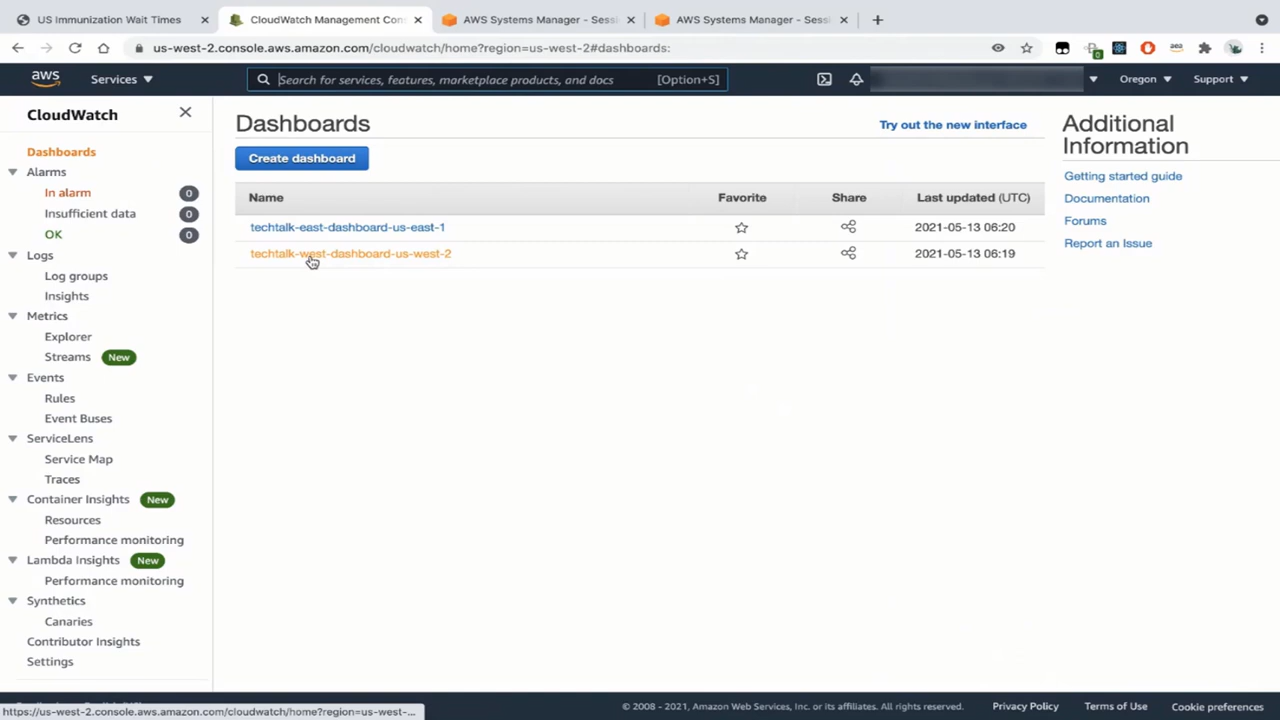 US Immunization Wait Times
CloudWatch Management Con
AWS Systems Manager - Sessi
AWS Systems Manager - Sessi
us-west-2.console.aws.amazon.com/cloudwatch/home?region=us-west-2#dashboards:
aws
Services
Search for services, features, marketplace products, and docs
[Option+S]
Oregon
Support
CloudWatch
Dashboards
Alarms
In alarm 0
Insufficient data 0
OK 0
Logs
Log groups
Insights
Metrics
Explorer
Streams New
Events
Rules
Event Buses
ServiceLens
Service Map
Traces
Container Insights New
Resources
Performance monitoring
Lambda Insights New
Performance monitoring
Synthetics
Canaries
Contributor Insights
Settings
Dashboards
Try out the new interface
Create dashboard
Name Favorite Share Last updated (UTC)
techtalk-east-dashboard-us-east-1 2021-05-13 06:20
techtalk-west-dashboard-us-west-2 2021-05-13 06:19
Additional
Information
Getting started guide
Documentation
Forums
Report an Issue
https://us-west-2.console.aws.amazon.com/cloudwatch/home?region=us-west-...
© 2008 - 2021, Amazon Web Services, Inc. or its affiliates. All rights reserved.
Privacy Policy
Terms of Use
Cookie preferences